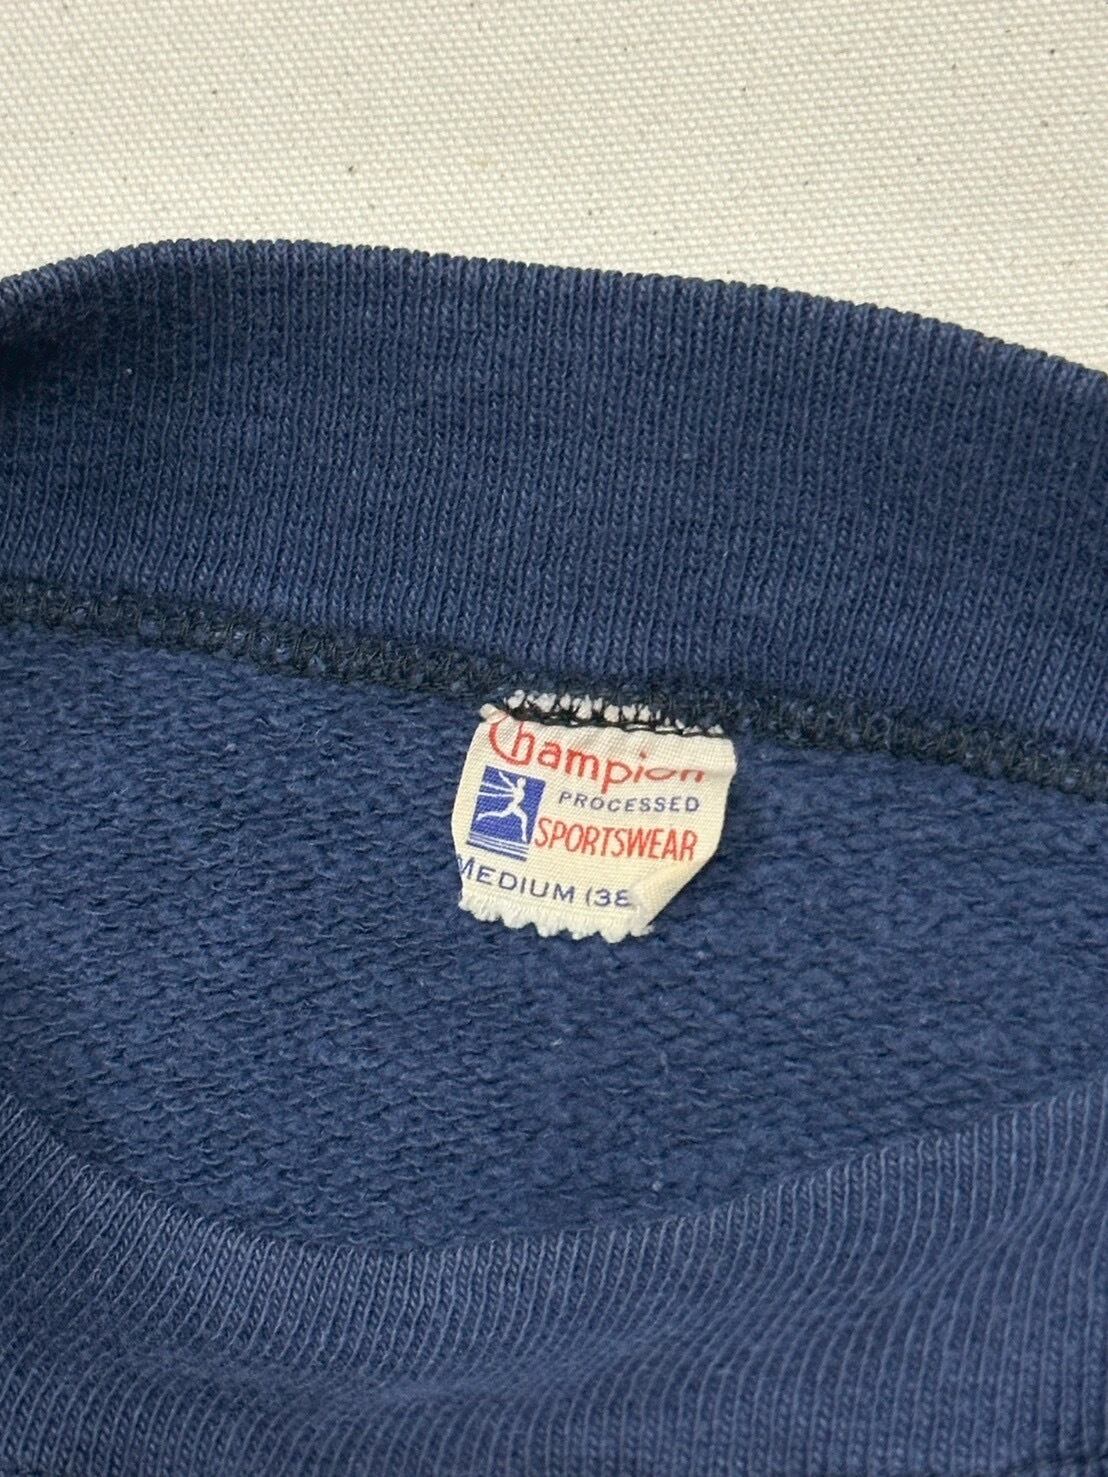 Champion
PROCESSED
SPORTSWEAR
MEDIUM (38